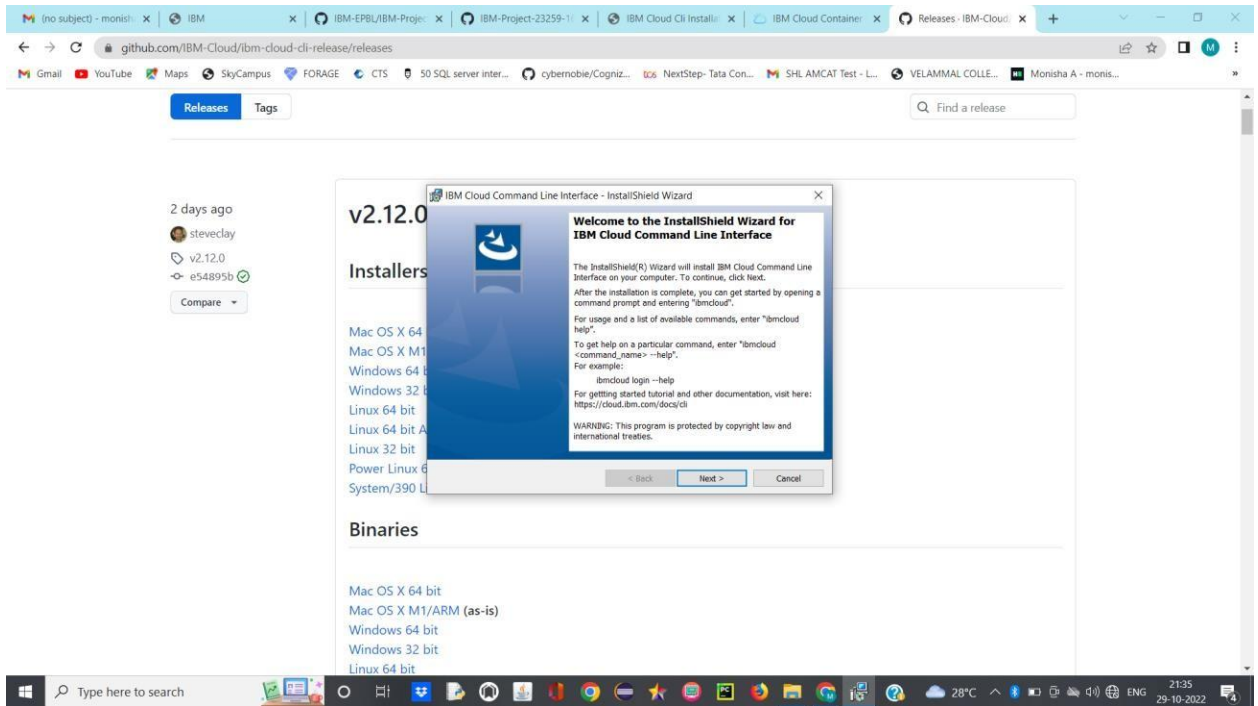 (no subject) - monish
IBM
IBM-EPBL/IBM-Projec
IBM-Project-23259-1
IBM Cloud Cli Installa
IBM Cloud Container
Releases · IBM-Cloud
github.com/IBM-Cloud/ibm-cloud-cli-release/releases
M
Gmail
YouTube
Maps
SkyCampus
FORAGE
CTS
50 SQL server inter...
cybernobie/Cogniz...
NextStep- Tata Con...
SHL AMCAT Test - L...
VELAMMAL COLLE...
Monisha A - monis...
»
Releases
Tags
Find a release
2 days ago
steveclay
v2.12.0
e54895b
Compare
v2.12.0
Installers
Mac OS X 64
Mac OS X M1
Windows 64 b
Windows 32 b
Linux 64 bit
Linux 64 bit A
Linux 32 bit
Power Linux 6
System/390 Li
IBM Cloud Command Line Interface - InstallShield Wizard
Welcome to the InstallShield Wizard for
IBM Cloud Command Line Interface
The InstallShield(R) Wizard will install IBM Cloud Command Line
Interface on your computer. To continue, click Next.
After the installation is complete, you can get started by opening a
command prompt and entering "ibmcloud".
For usage and a list of available commands, enter "ibmcloud
help".
To get help on a particular command, enter "ibmcloud
<command_name> --help".
For example:
ibmcloud login --help
For gettting started tutorial and other documentation, visit here:
https://cloud.ibm.com/docs/cli
WARNING: This program is protected by copyright law and
international treaties.
< Back
Next >
Cancel
Binaries
Mac OS X 64 bit
Mac OS X M1/ARM (as-is)
Windows 64 bit
Windows 32 bit
Linux 64 bit
Type here to search
28°C
ENG
21:35
29-10-2022
4